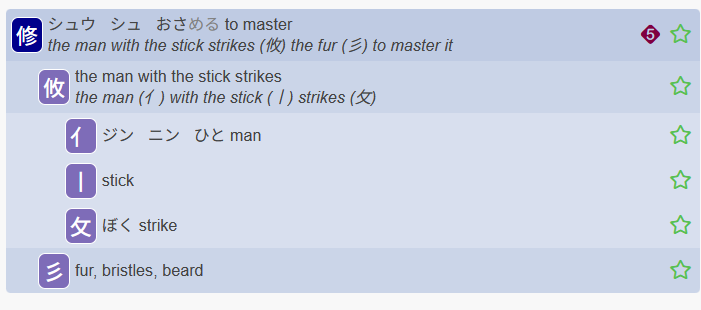 修 シュウ シュ おさめる to master
the man with the stick strikes (攸) the fur (彡) to master it
5
攸 the man with the stick strikes
the man (亻) with the stick (丨) strikes (攵)
亻 ジン ニン ひと man
丨 stick
攵 ぼく strike
彡 fur, bristles, beard